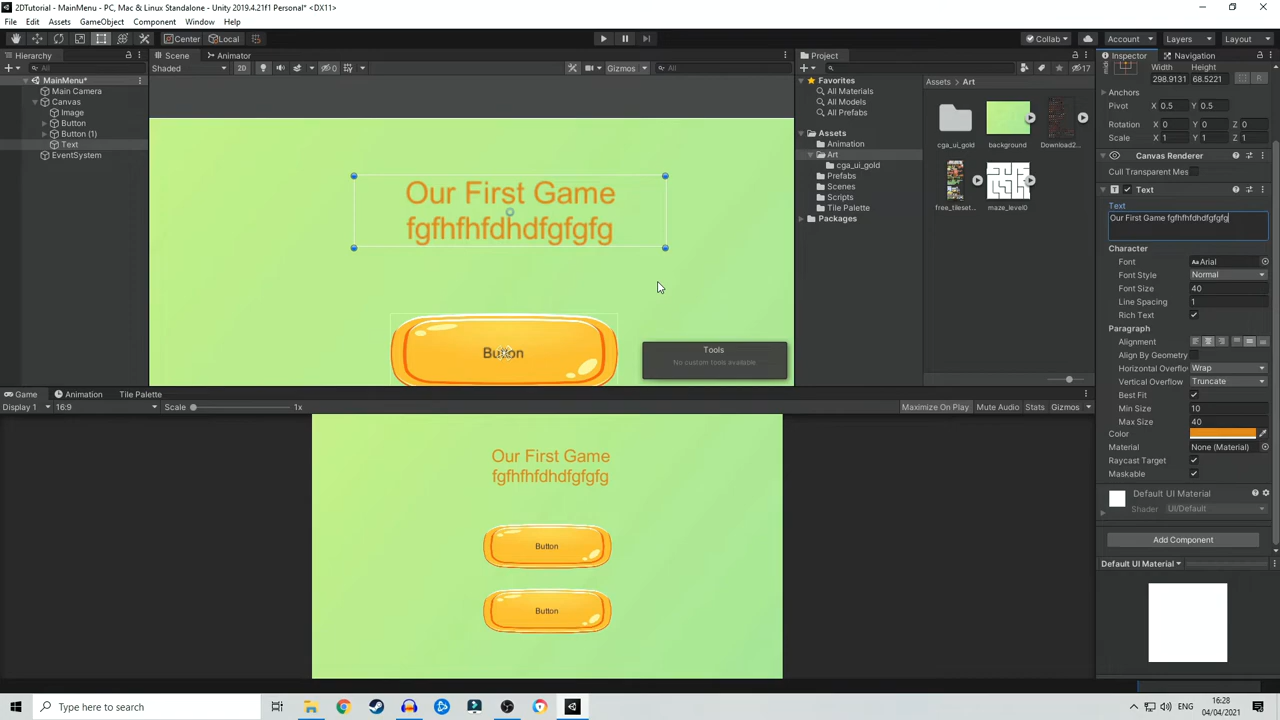 2DTutorial - MainMenu - PC, Mac & Linux Standalone - Unity 2019.4.21f1 Personal* <DX11>
File Edit Assets GameObject Component Window Help
Center Local
Collab Account Layers Layout
Hierarchy
All
MainMenu*
Main Camera
Canvas
Image
Button
Button (1)
Text
EventSystem
Scene Animator
Shaded 2D 0 Gizmos All
Our First Game
fgfhfhfdhdfgfgfg
Button
Tools
No custom tools available
Project
17
Favorites
All Materials
All Models
All Prefabs
Assets
Animation
Art
cga_ui_gold
Prefabs
Scenes
Scripts
Tile Palette
Packages
Assets > Art
cga_ui_gold background Download2...
free_tileset... maze_level0
Inspector Navigation
Width Height
298.9131 68.5221 R
Anchors
Pivot X 0.5 Y 0.5
Rotation X 0 Y 0 Z 0
Scale X 1 Y 1 Z 1
Canvas Renderer
Cull Transparent Mes
Text
Text
Our First Game fgfhfhfdhdfgfgfg
Character
Font Arial
Font Style Normal
Font Size 40
Line Spacing 1
Rich Text
Paragraph
Alignment
Align By Geometry
Horizontal Overflo Wrap
Vertical Overflow Truncate
Best Fit
Min Size 10
Max Size 40
Color
Material None (Material)
Raycast Target
Maskable
Default UI Material
Shader UI/Default
Add Component
Default UI Material
Game Animation Tile Palette
Display 1 16:9 Scale 1x Maximize On Play Mute Audio Stats Gizmos
Our First Game
fgfhfhfdhdfgfgfg
Button
Button
Type here to search
ENG
16:28
04/04/2021